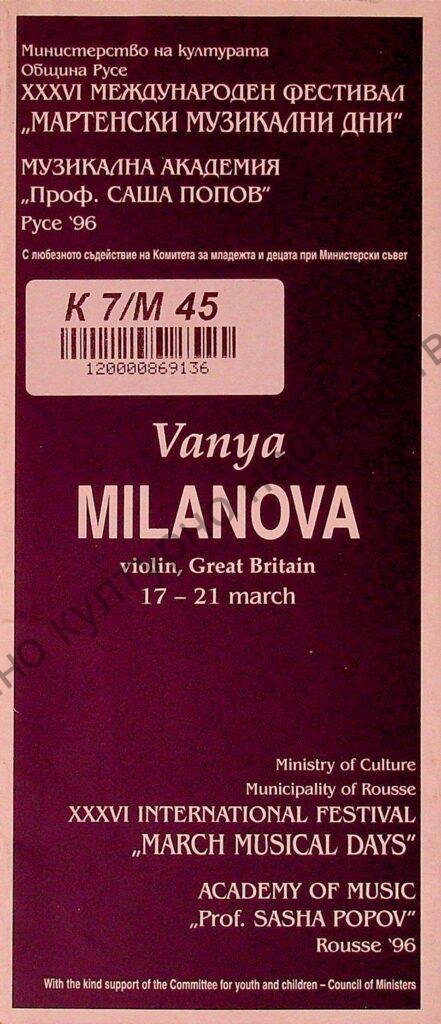 Министерство на културата
Община Русе
XXXVI МЕЖДУНАРОДЕН ФЕСТИВАЛ
„МАРТЕНСКИ МУЗИКАЛНИ ДНИ"
МУЗИКАЛНА АКАДЕМИЯ
„Проф. САША ПОПОВ"
Русе '96
С любезното съдействие на Комитета за младежта и децата при Министерски съвет
К 7/М 45
120000869136
Vanya
MILANOVA
violin, Great Britain
17 – 21 march
Ministry of Culture
Municipality of Rousse
XXXVI INTERNATIONAL FESTIVAL
„MARCH MUSICAL DAYS"
ACADEMY OF MUSIC
„Prof. SASHA POPOV"
Rousse '96
With the kind support of the Committee for youth and children – Council of Ministers